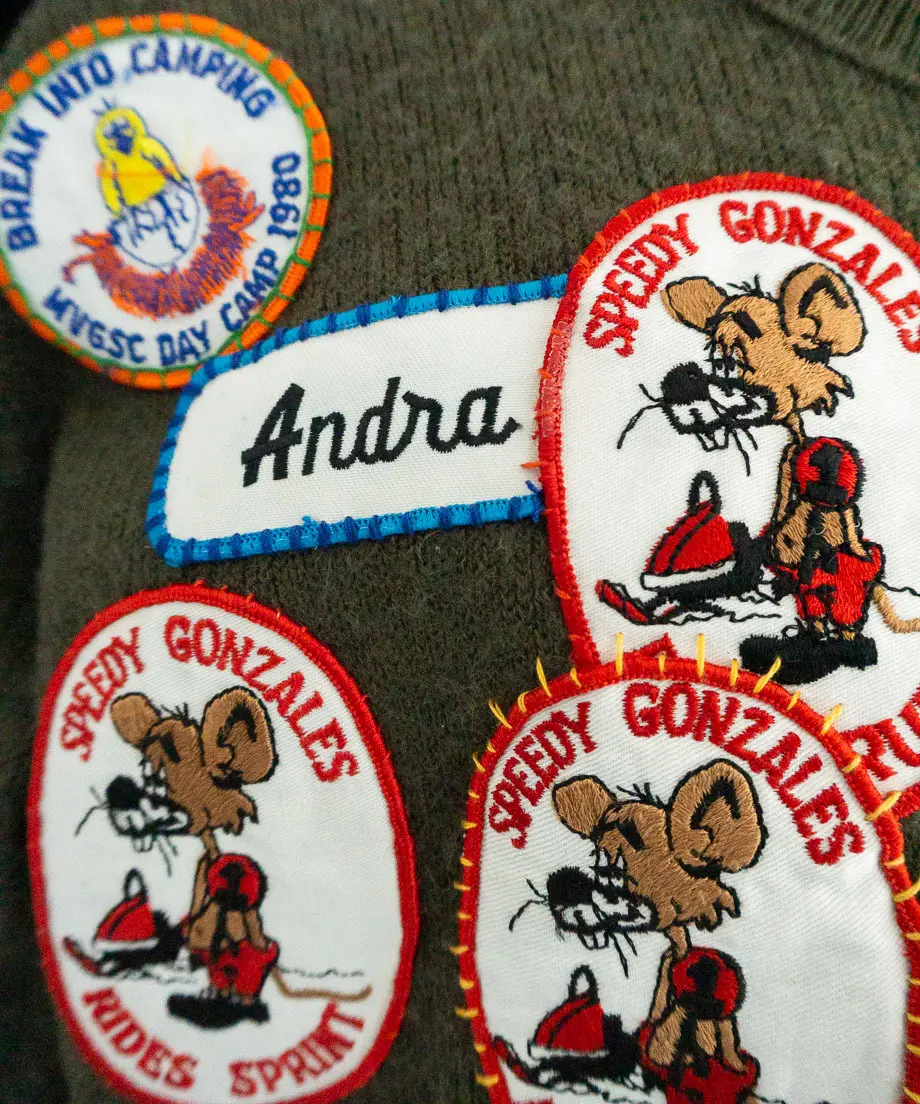 BREAK INTO CAMPING
MVGSC DAY CAMP 1980
Andra
SPEEDY GONZALES
SPEEDY GONZALES
RIDES SPRINT
SPEEDY GONZALES